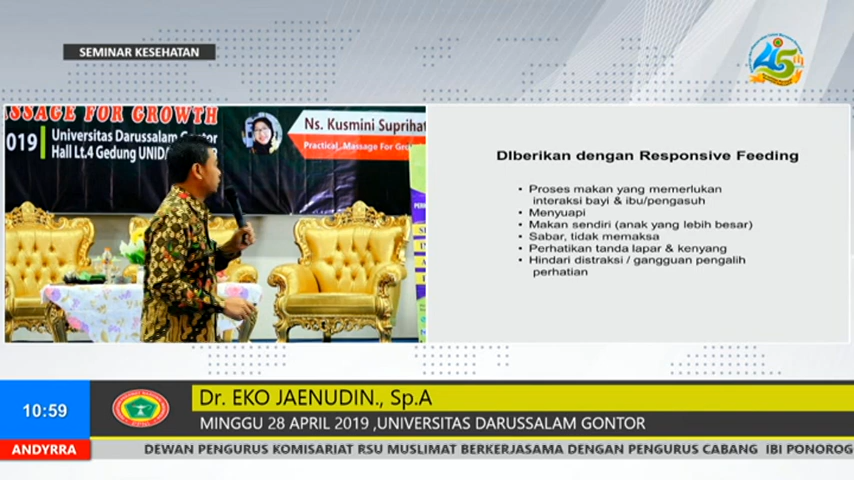 SEMINAR KESEHATAN
MASSAGE FOR GROWTH
2019
Universitas Darussalam Gontor
Hall Lt.4 Gedung UNID
Ns. Kusmini Suprihat
Practical, Massage For Gro
DIberikan dengan Responsive Feeding
• Proses makan yang memerlukan
interaksi bayi & ibu/pengasuh
• Menyuapi
• Makan sendiri (anak yang lebih besar)
• Sabar, tidak memaksa
• Perhatikan tanda lapar & kenyang
• Hindari distraksi / gangguan pengalih
perhatian
10:59
Dr. EKO JAENUDIN., Sp.A
MINGGU 28 APRIL 2019 ,UNIVERSITAS DARUSSALAM GONTOR
ANDYRRA
DEWAN PENGURUS KOMISARIAT RSU MUSLIMAT BERKERJASAMA DENGAN PENGURUS CABANG IBI PONOROG